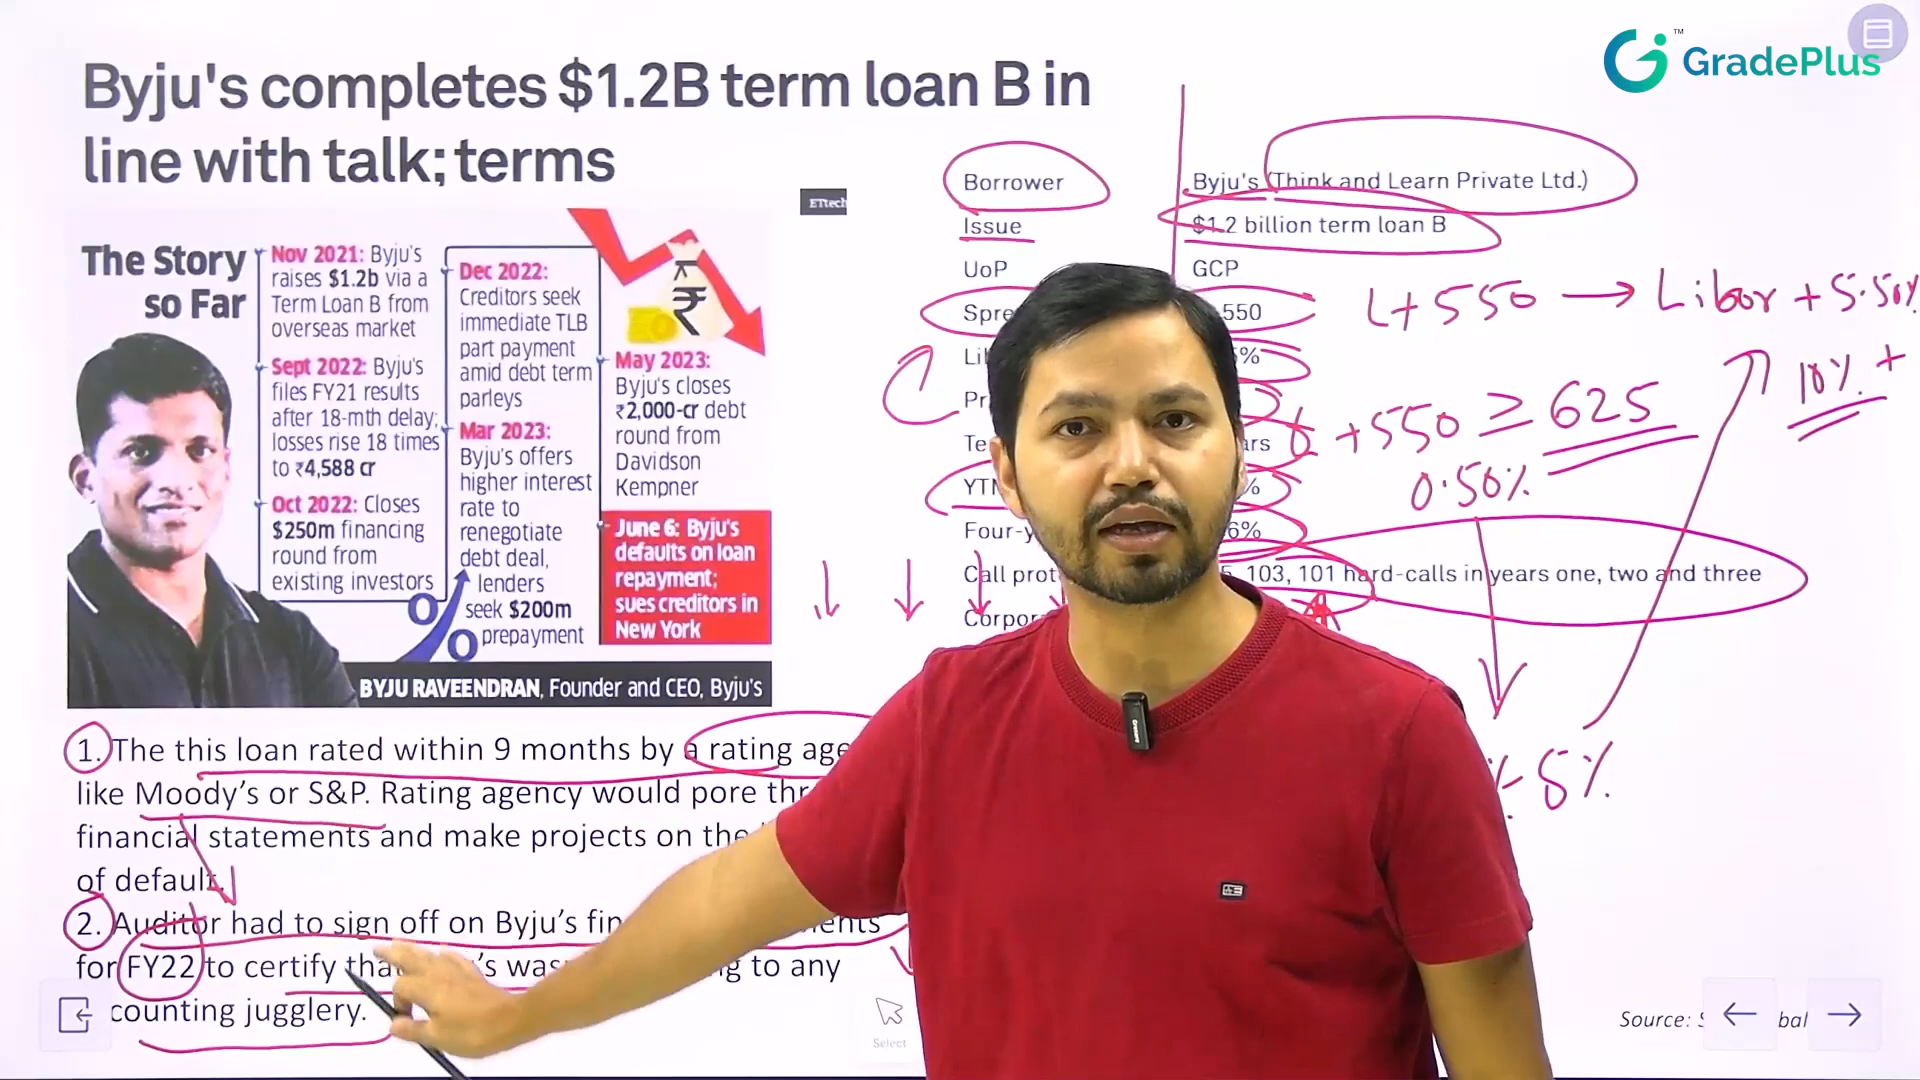 GradePlus
TM
Byju's completes $1.2B term loan B in
line with talk; terms
ETtech
The Story
so Far
Nov 2021: Byju's
raises $1.2b via a
Term Loan B from
overseas market
Sept 2022: Byju's
files FY21 results
after 18-mth delay;
losses rise 18 times
to ₹4,588 cr
Oct 2022: Closes
$250m financing
round from
existing investors
Dec 2022:
Creditors seek
immediate TLB
part payment
amid debt term
parleys
Mar 2023:
Byju's offers
higher interest
rate to
renegotiate
debt deal,
lenders
seek $200m
prepayment
₹
May 2023:
Byju's closes
₹2,000-cr debt
round from
Davidson
Kempner
June 6: Byju's
defaults on loan
repayment;
sues creditors in
New York
BYJU RAVEENDRAN, Founder and CEO, Byju's
Borrower Byju's (Think and Learn Private Ltd.)
Issue $1.2 billion term loan B
UoP GCP
550
%
%
6%
Call 103, 101 hard-calls in years one, two and three
L+550 → Libor + 5.50%
+550 ≥ 625
0.50%
10% +
5%
1. The this loan rated within 9 months by a rating
like Moody's or S&P. Rating agency would pore
financial statements and make projects on the
of default.
2. Auditor had to sign off on Byju's
for FY22 to certify to any
counting jugglery.
Select
Source: